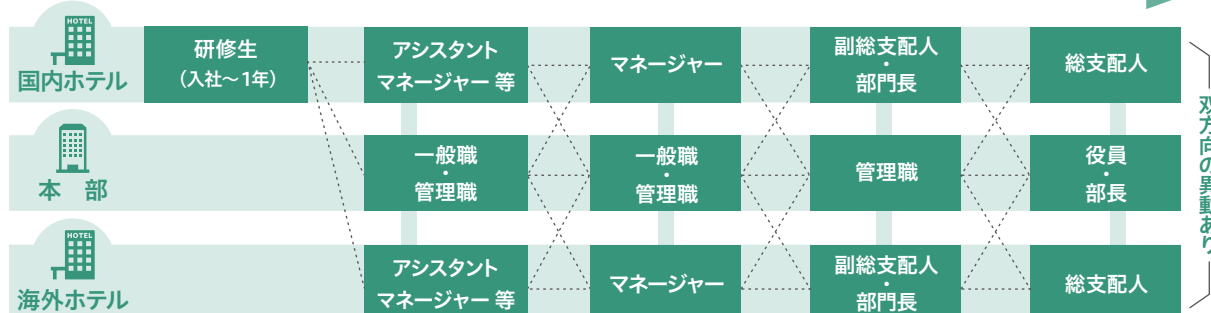 HOTEL
国内ホテル
研修生
(入社～1年)
アシスタント
マネージャー 等
マネージャー
副総支配人
・
部門長
総支配人
本 部
一般職
・
管理職
一般職
・
管理職
管理職
役員
・
部長
HOTEL
海外ホテル
アシスタント
マネージャー 等
マネージャー
副総支配人
・
部門長
総支配人
双方向の異動あり